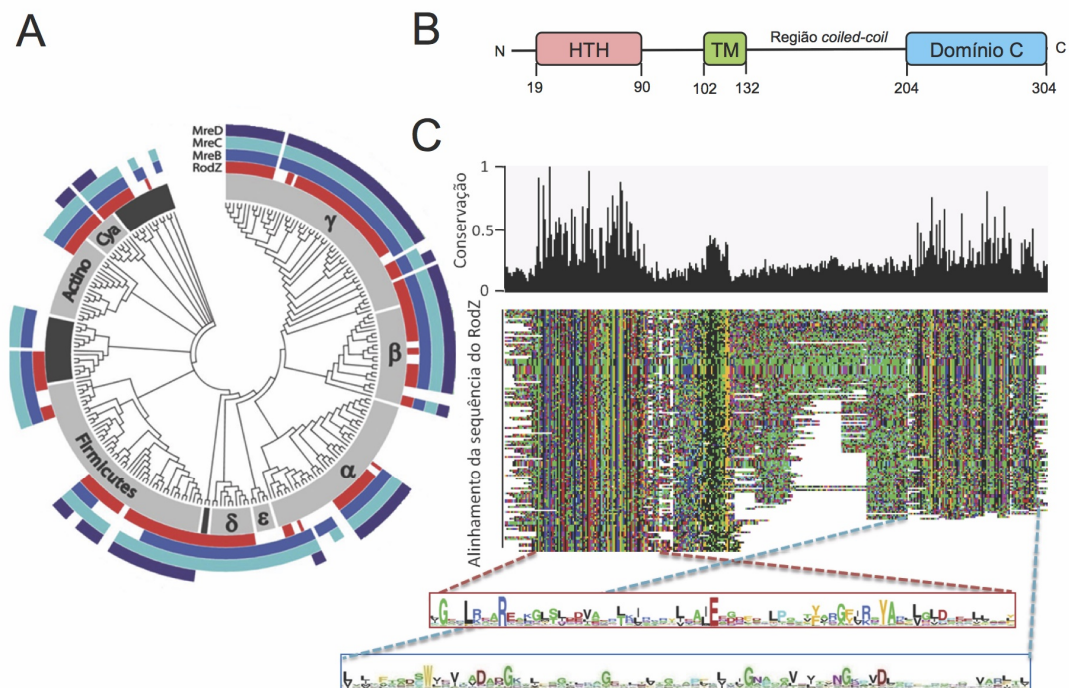 A
MreD
MreC
MreB
RodZ
γ
β
α
ε
δ
Firmicutes
Actino
Cya
B
Região coiled-coil
N
HTH
TM
Domínio C
C
19
90
102
132
204
304
C
Conservação
1
0.5
0
Alinhamento da sequência do RodZ